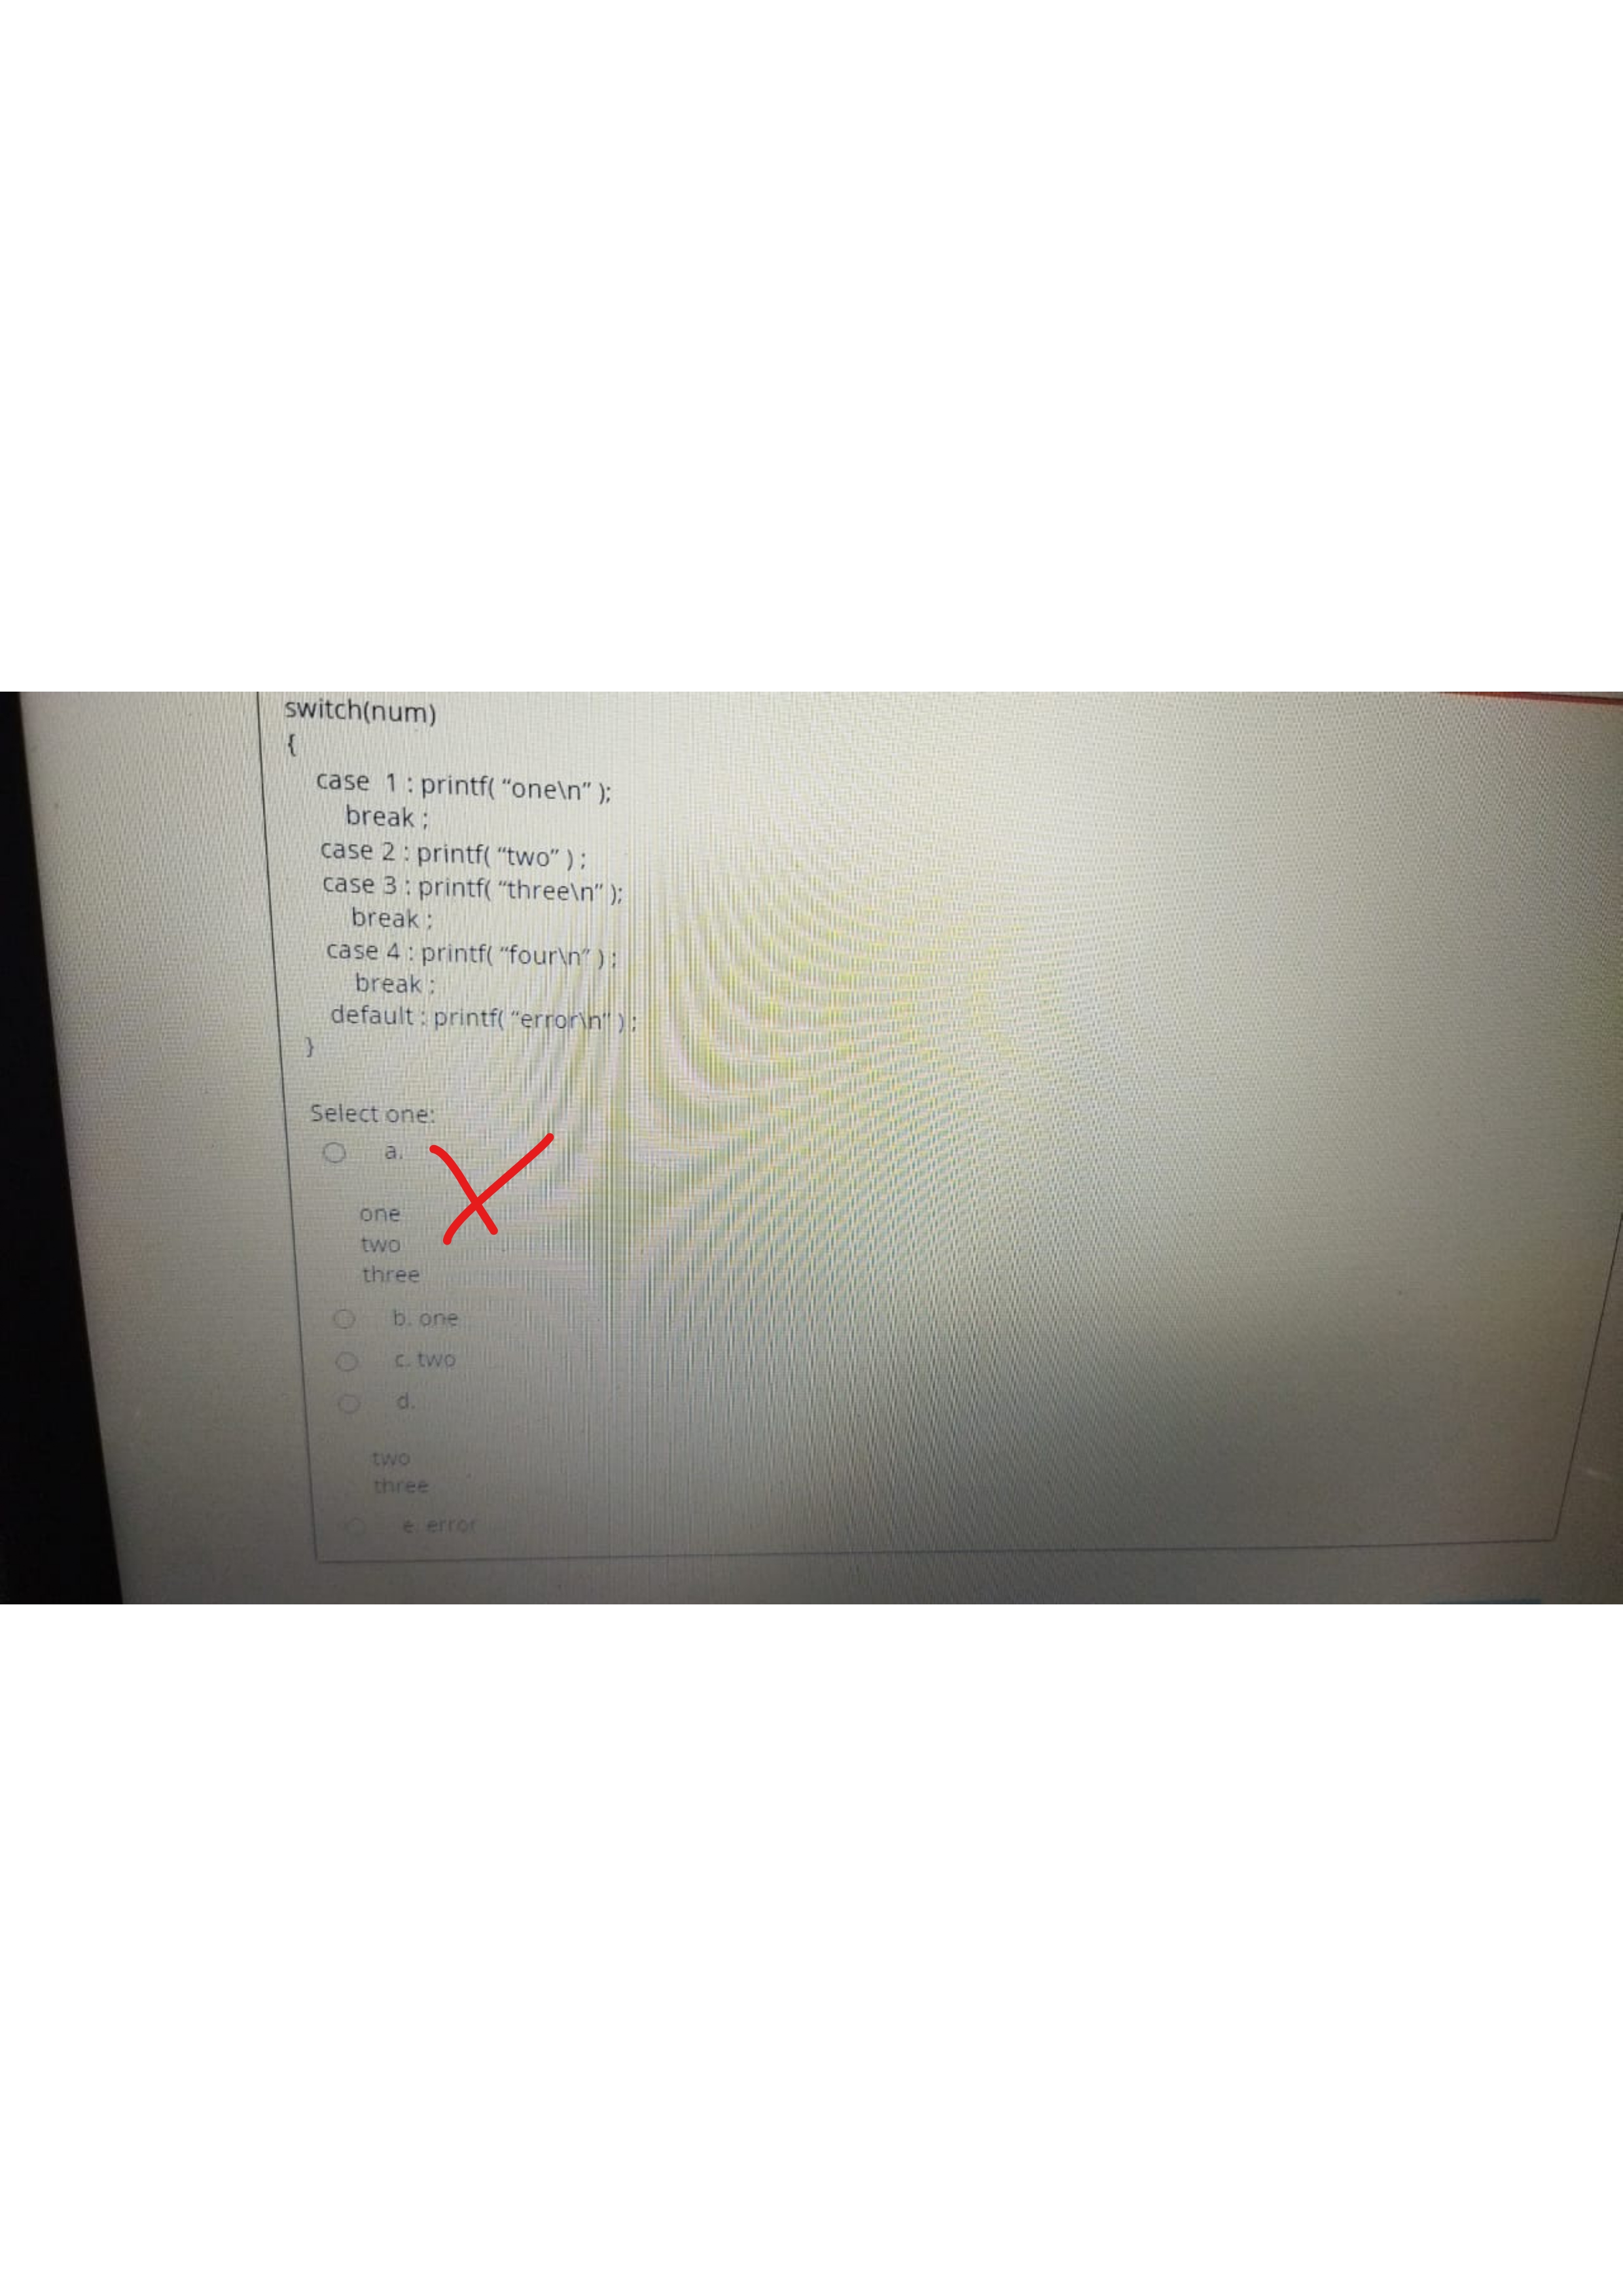 switch(num)
{
case 1 : printf( “one\n” );
break ;
case 2 : printf( “two” ) ;
case 3 : printf( “three\n” );
break ;
case 4 : printf( “four\n” ) ;
break ;
default : printf( “error\n” ) ;
}
Select one:
a.
one
two
three
b. one
c. two
d.
two
three
e. error